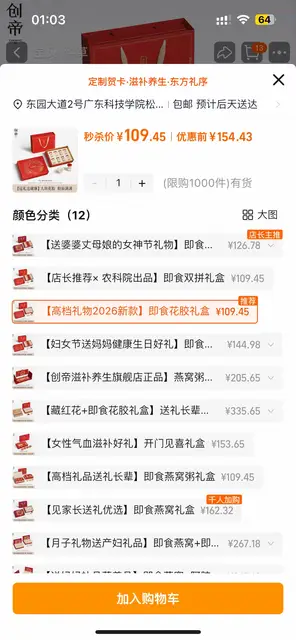 创帝
01:03
64
13
定制贺卡·滋补养生·东方礼序
东园大道2号广东科技学院松... 包邮 预计后天送达
秒杀价 ¥109.45 优惠前 ¥154.43
- 1 + (限购1000件)有货
颜色分类（12） 大图
店长主推
【送婆婆丈母娘的女神节礼物】即食... ¥126.78
【店长推荐× 农科院出品】即食双拼礼盒 ¥109.45
推荐
【高档礼物2026新款】即食花胶礼盒 ¥109.45
【妇女节送妈妈健康生日好礼】即食... ¥144.98
【创帝滋补养生旗舰店正品】燕窝粥... ¥205.65
【藏红花+即食花胶礼盒】送礼长辈... ¥335.65
【女性气血滋补好礼】开门见喜礼盒 ¥153.65
【高档礼品送礼长辈】即食燕窝粥礼盒 ¥109.45
千人加购
【见家长送礼优选】即食燕窝礼盒 ¥162.32
【月子礼物送产妇礼品】即食燕窝+即... ¥267.18
加入购物车